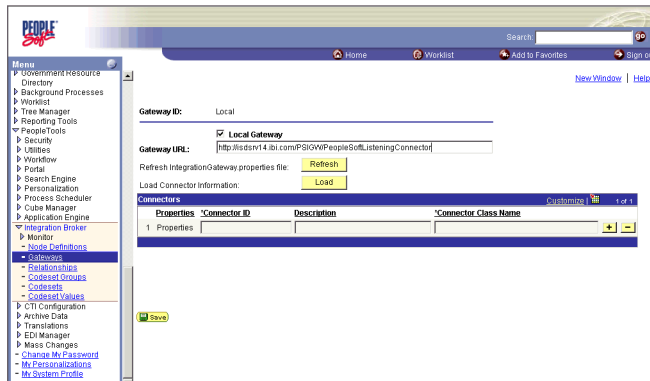 PEOPLE
Soft
Search:
go
Home
Worklist
Add to Favorites
Sign o
Menu
New Window | Help
Government Resource
Directory
Background Processes
Worklist
Tree Manager
Reporting Tools
PeopleTools
Security
Utilities
Workflow
Portal
Search Engine
Personalization
Process Scheduler
Cube Manager
Application Engine
Integration Broker
Monitor
- Node Definitions
- Gateways
- Relationships
- Codeset Groups
- Codesets
- Codeset Values
CTI Configuration
Archive Data
Translations
EDI Manager
Mass Changes
- Change My Password
- My Personalizations
- My System Profile
Gateway ID: Local
Local Gateway
Gateway URL: http://isdsrv14.ibi.com/PSIGW/PeopleSoftListeningConnector
Refresh IntegrationGateway.properties file: Refresh
Load Connector Information: Load
Connectors
Customize | 1 of 1
Properties *Connector ID Description *Connector Class Name
1 Properties + -
Save